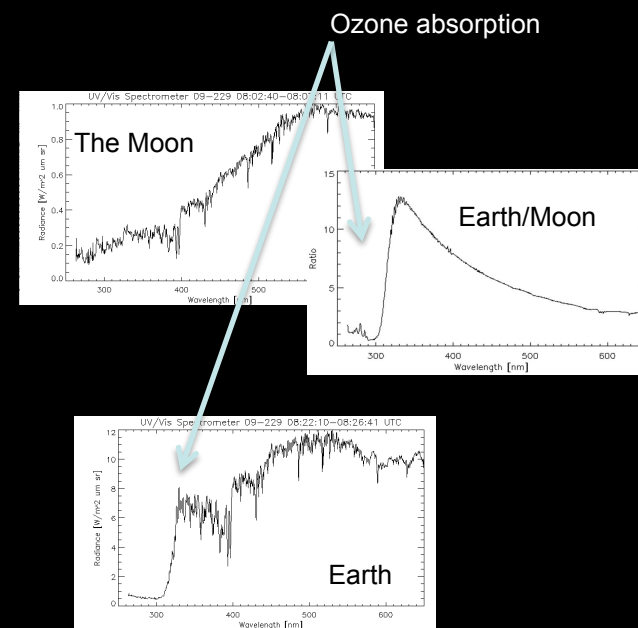 Ozone absorption
UV/Vis Spectrometer 09-229 08:02:40-08:07:11 UTC
The Moon
Radiance [W/m2 um sr]
1.0
0.8
0.6
0.4
0.2
0.0
300 400 500
Wavelength [nm]
Earth/Moon
Ratio
15
10
5
0
300 400 500 600
Wavelength [nm]
UV/Vis Spectrometer 09-229 08:22:10-08:26:41 UTC
Radiance [W/m2 um sr]
12
10
8
6
4
2
0
Earth
300 400 500 600
Wavelength [nm]